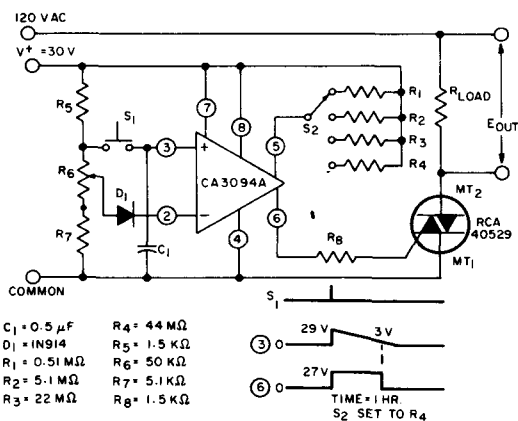 120 VAC
V+ = 30 V
R5
S1
7
8
S2
R1
R2
R3
R4
RLOAD
EOUT
3
+
5
R6
CA3094A
D1
2
−
6
MT2
RCA
40529
R7
C1
4
R8
MT1
COMMON
S1
C1 = 0.5 µF
D1 = 1N914
R1 = 0.51 MΩ
R2 = 5.1 MΩ
R3 = 22 MΩ
R4 = 44 MΩ
R5 = 1.5 KΩ
R6 = 50 KΩ
R7 = 5.1 KΩ
R8 = 1.5 KΩ
3
29 V
3 V
6
27 V
TIME = 1 HR.
S2 SET TO R4